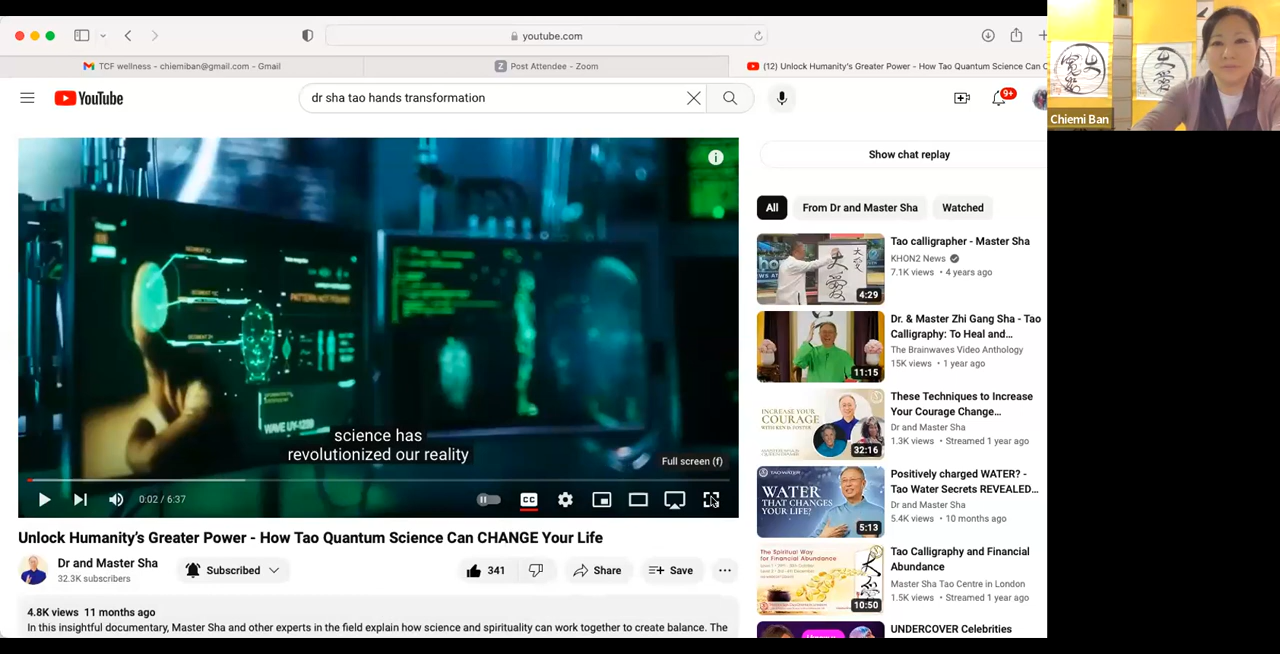 youtube.com
TCF wellness - chiemiban@gmail.com - Gmail
Post Attendee - Zoom
(12) Unlock Humanity's Greater Power - How Tao Quantum Science Can C
YouTube
dr sha tao hands transformation
9+
Chiemi Ban
science has
revolutionized our reality
Full screen (f)
0:02 / 6:37
CC
Unlock Humanity's Greater Power - How Tao Quantum Science Can CHANGE Your Life
Dr and Master Sha
32.3K subscribers
Subscribed
341
Share
Save
4.8K views 11 months ago
In this insightful documentary, Master Sha and other experts in the field explain how science and spirituality can work together to create balance. The
Show chat replay
All
From Dr and Master Sha
Watched
Tao calligrapher - Master Sha
KHON2 News
7.1K views • 4 years ago
4:29
Dr. & Master Zhi Gang Sha - Tao
Calligraphy: To Heal and...
The Brainwaves Video Anthology
15K views • 1 year ago
11:15
These Techniques to Increase
Your Courage Change...
Dr and Master Sha
1.3K views • Streamed 1 year ago
INCREASE YOUR
COURAGE
32:16
Positively charged WATER? -
Tao Water Secrets REVEALED...
Dr and Master Sha
5.4K views • 10 months ago
WATER
THAT CHANGES
YOUR LIFE?
5:13
Tao Calligraphy and Financial
Abundance
Master Sha Tao Centre in London
1.5K views • Streamed 1 year ago
The Spiritual Way
for Financial Abundance
10:50
UNDERCOVER Celebrities